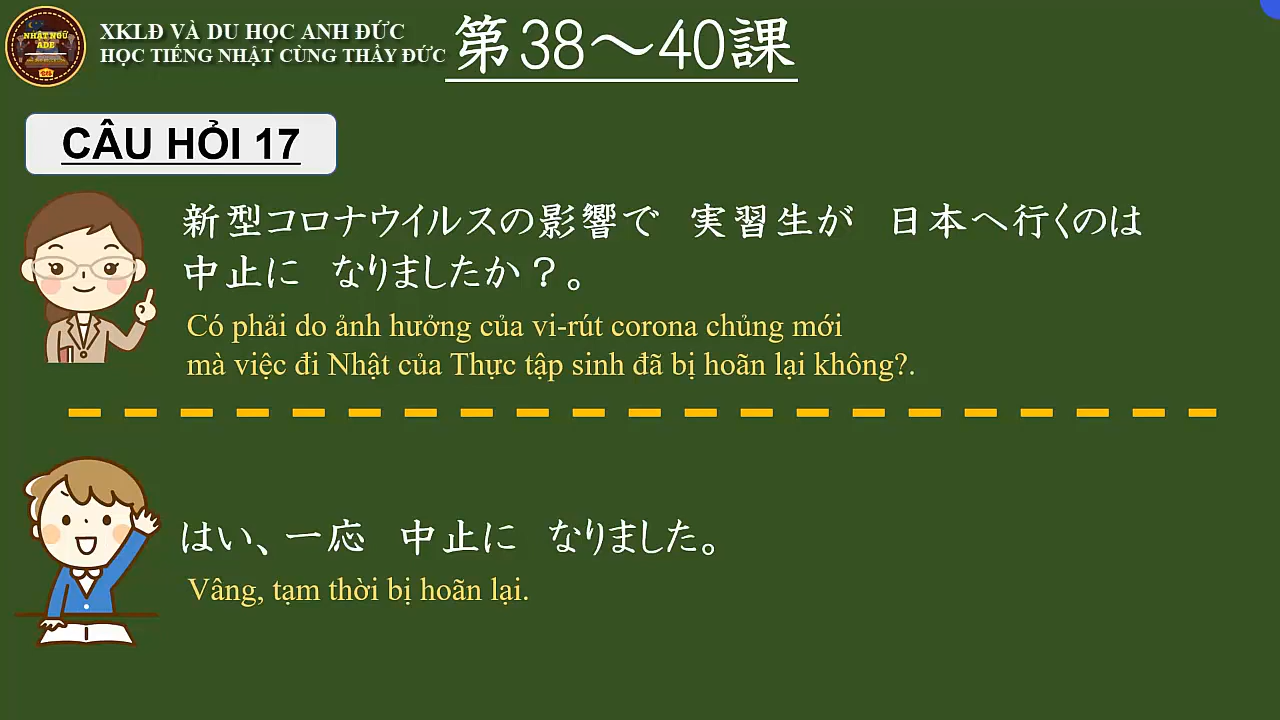 NHẬT NGỮ
ADE
XKLĐ VÀ DU HỌC ANH ĐỨC
HỌC TIẾNG NHẬT CÙNG THẦY ĐỨC
第38～40課
CÂU HỎI 17
新型コロナウイルスの影響で　実習生が　日本へ行くのは
中止に　なりましたか？。
Có phải do ảnh hưởng của vi-rút corona chủng mới
mà việc đi Nhật của Thực tập sinh đã bị hoãn lại không?.
はい、一応　中止に　なりました。
Vâng, tạm thời bị hoãn lại.